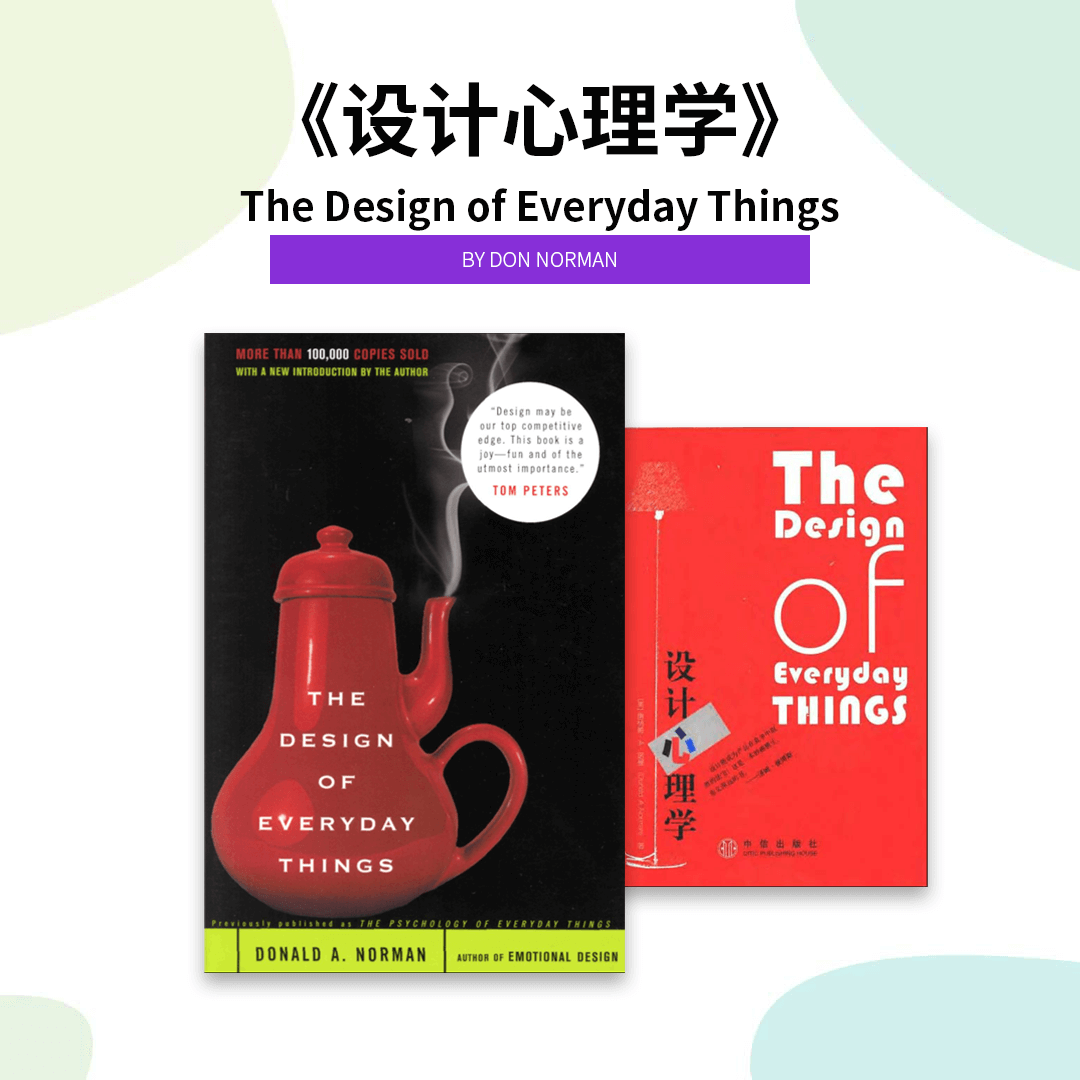 《设计心理学》
The Design of Everyday Things
BY DON NORMAN
MORE THAN 100,000 COPIES SOLD
WITH A NEW INTRODUCTION BY THE AUTHOR
"Design may be
our top competitive
edge. This book is a
joy—fun and of the
utmost importance."
TOM PETERS
THE
DESIGN
OF
EVERYDAY
THINGS
Previously published as THE PSYCHOLOGY OF EVERYDAY THINGS
DONALD A. NORMAN
AUTHOR OF EMOTIONAL DESIGN
The
Design
OF
Everyday
THINGS
设计心理学
中信出版社
CITIC PUBLISHING HOUSE